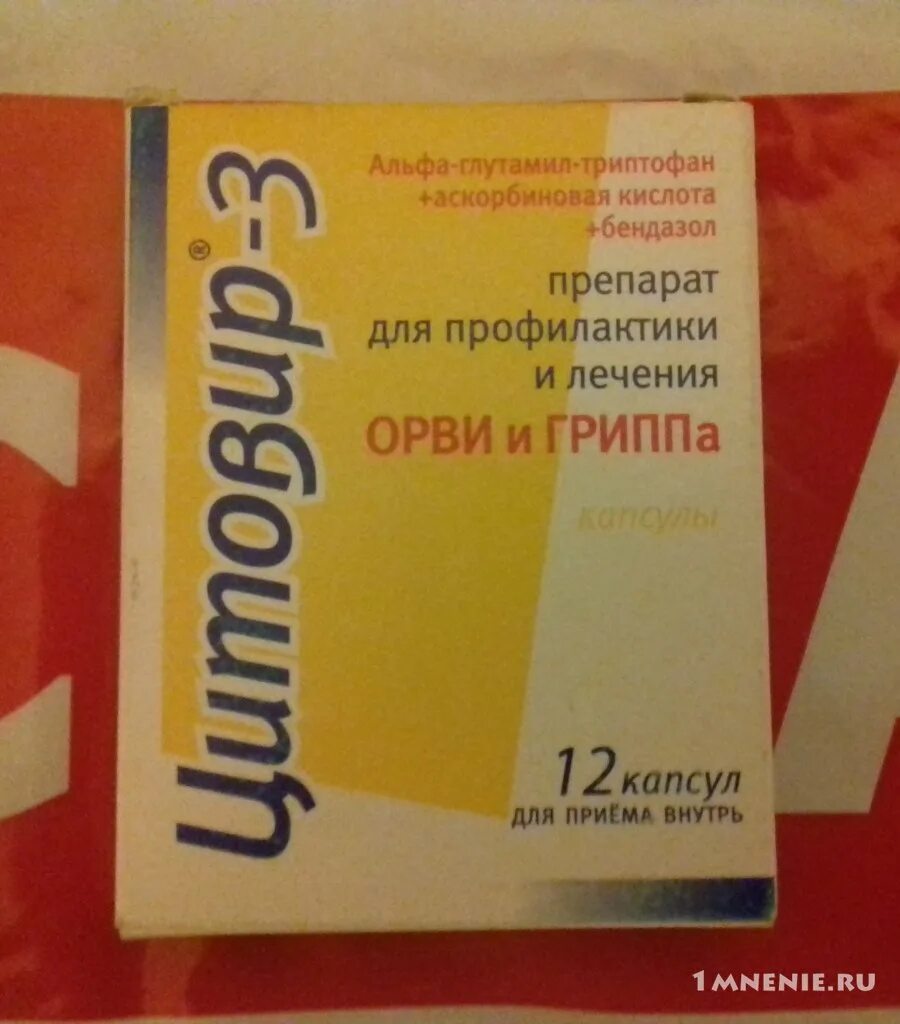 Цитовир®-3
Альфа-глутамил-триптофан
+аскорбиновая кислота
+бендазол
препарат
для профилактики
и лечения
ОРВИ и ГРИППа
капсулы
12 капсул
для приёма внутрь
1MNENIE.RU